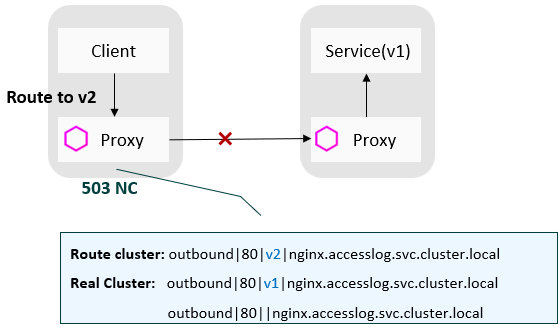 Client
Service(v1)
Route to v2
Proxy
Proxy
503 NC
Route cluster: outbound|80|v2|nginx.accesslog.svc.cluster.local
Real Cluster: outbound|80|v1|nginx.accesslog.svc.cluster.local
outbound|80||nginx.accesslog.svc.cluster.local